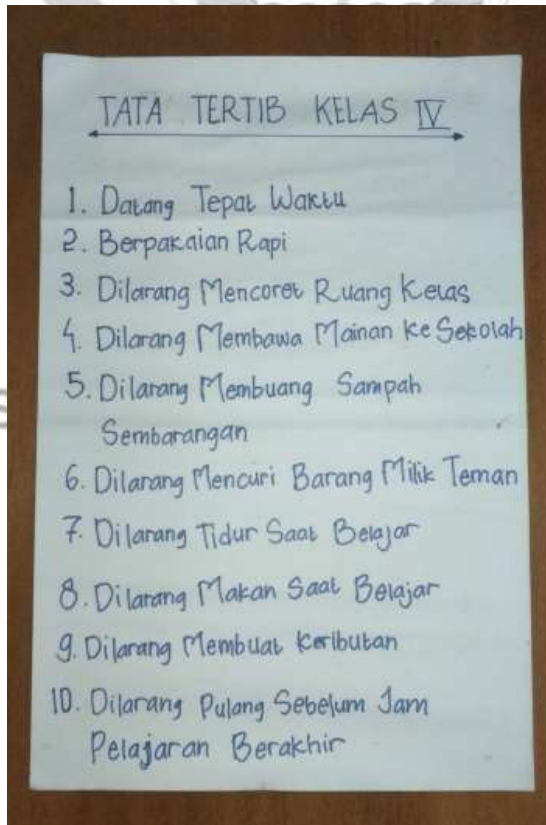 TATA TERTIB KELAS IV
1. Datang Tepat Waktu
2. Berpakaian Rapi
3. Dilarang Mencoret Ruang Kelas
4. Dilarang Membawa Mainan Ke Sekolah
5. Dilarang Membuang Sampah
Sembarangan
6. Dilarang Mencuri Barang Milik Teman
7. Dilarang Tidur Saat Belajar
8. Dilarang Makan Saat Belajar
9. Dilarang Membuat Keributan
10. Dilarang Pulang Sebelum Jam
Pelajaran Berakhir